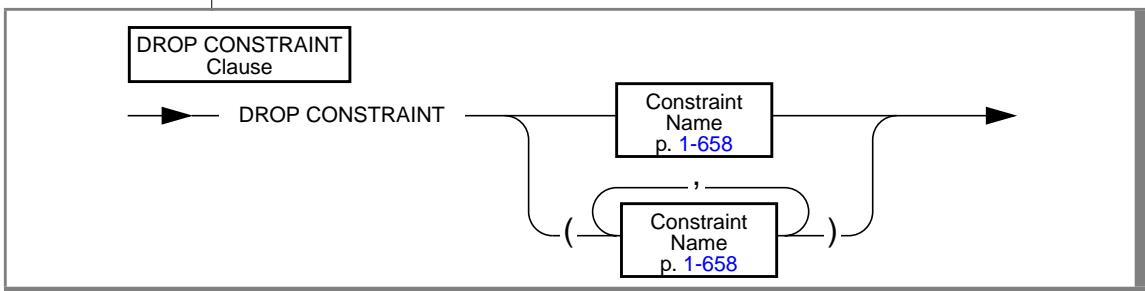 DROP CONSTRAINT
Clause
DROP CONSTRAINT
Constraint
Name
p. 1-658
,
(
Constraint
Name
p. 1-658
)